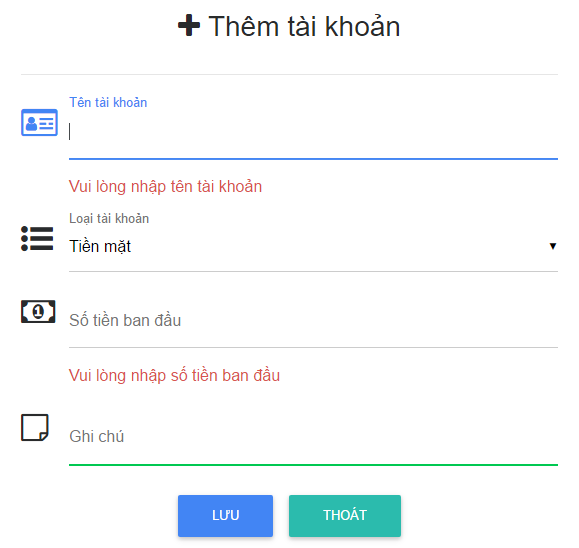 Thêm tài khoản
Tên tài khoản
Vui lòng nhập tên tài khoản
Loại tài khoản
Tiền mặt
Số tiền ban đầu
Vui lòng nhập số tiền ban đầu
Ghi chú
LƯU THOÁT